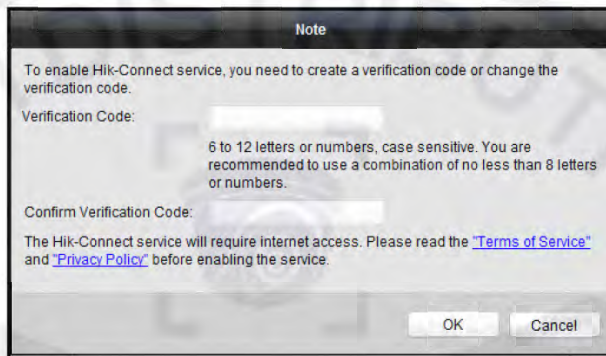 Note
To enable Hik-Connect service, you need to create a verification code or change the
verification code.
Verification Code:
6 to 12 letters or numbers, case sensitive. You are
recommended to use a combination of no less than 8 letters
or numbers.
Confirm Verification Code:
The Hik-Connect service will require internet access. Please read the "Terms of Service"
and "Privacy Policy" before enabling the service.
OK Cancel